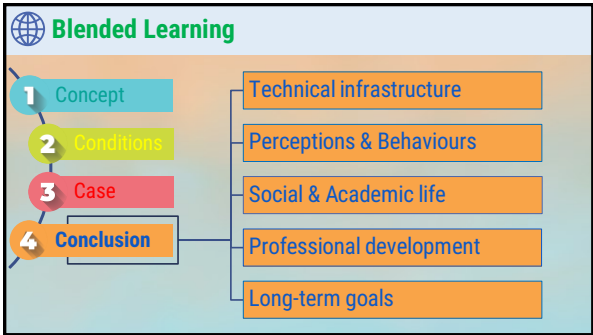 Blended Learning
1 Concept
2 Conditions
3 Case
4 Conclusion
Technical infrastructure
Perceptions & Behaviours
Social & Academic life
Professional development
Long-term goals